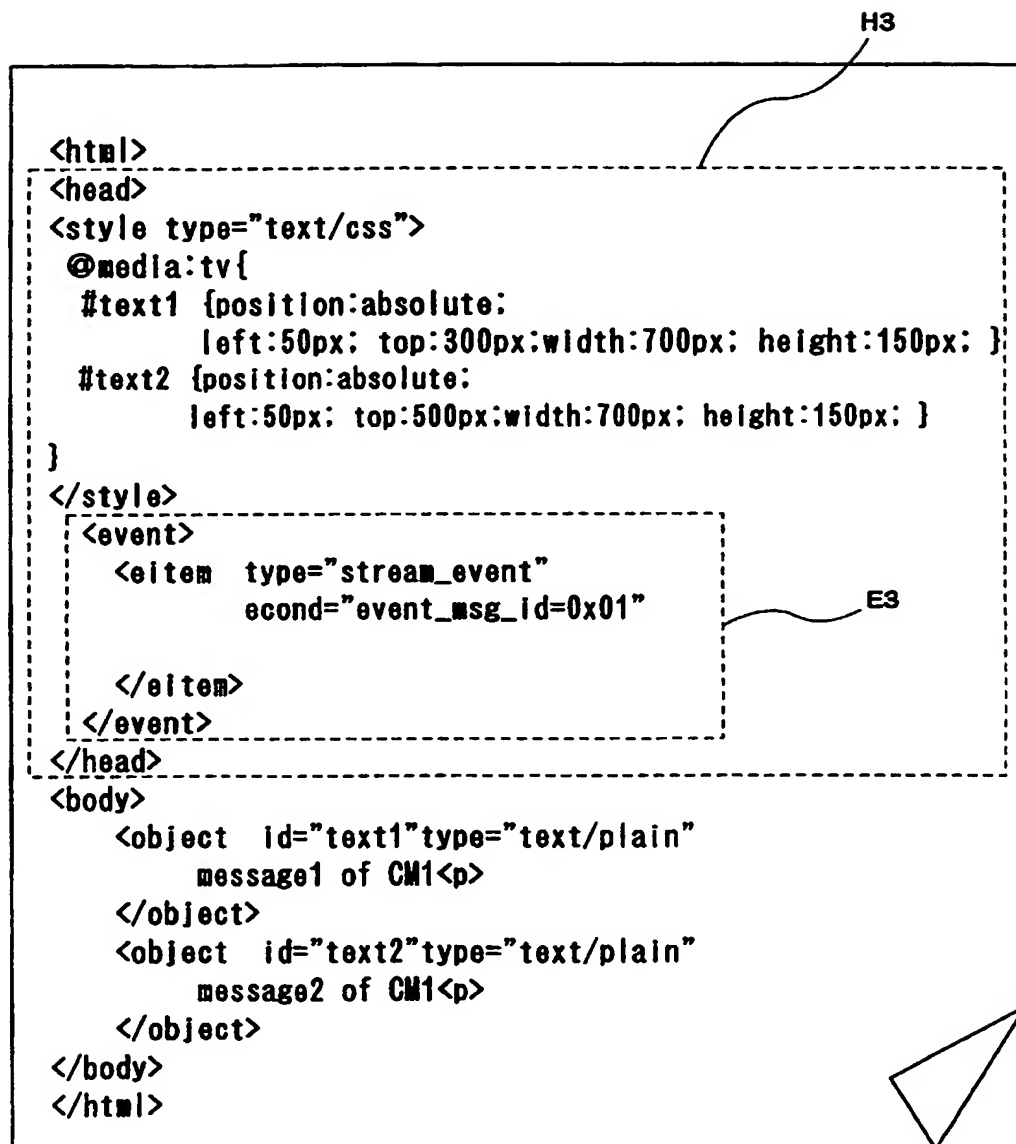 H3
<html>
<head>
<style type="text/css">
@media:tv{
#text1 {position:absolute;
left:50px; top:300px;width:700px; height:150px; }
#text2 {position:absolute;
left:50px; top:500px;width:700px; height:150px; }
}
</style>
<event>
<eitem type="stream_event"
econd="event_msg_id=0x01"
E3
</eitem>
</event>
</head>
<body>
<object id="text1"type="text/plain"
message1 of CM1<p>
</object>
<object id="text2"type="text/plain"
message2 of CM1<p>
</object>
</body>
</html>